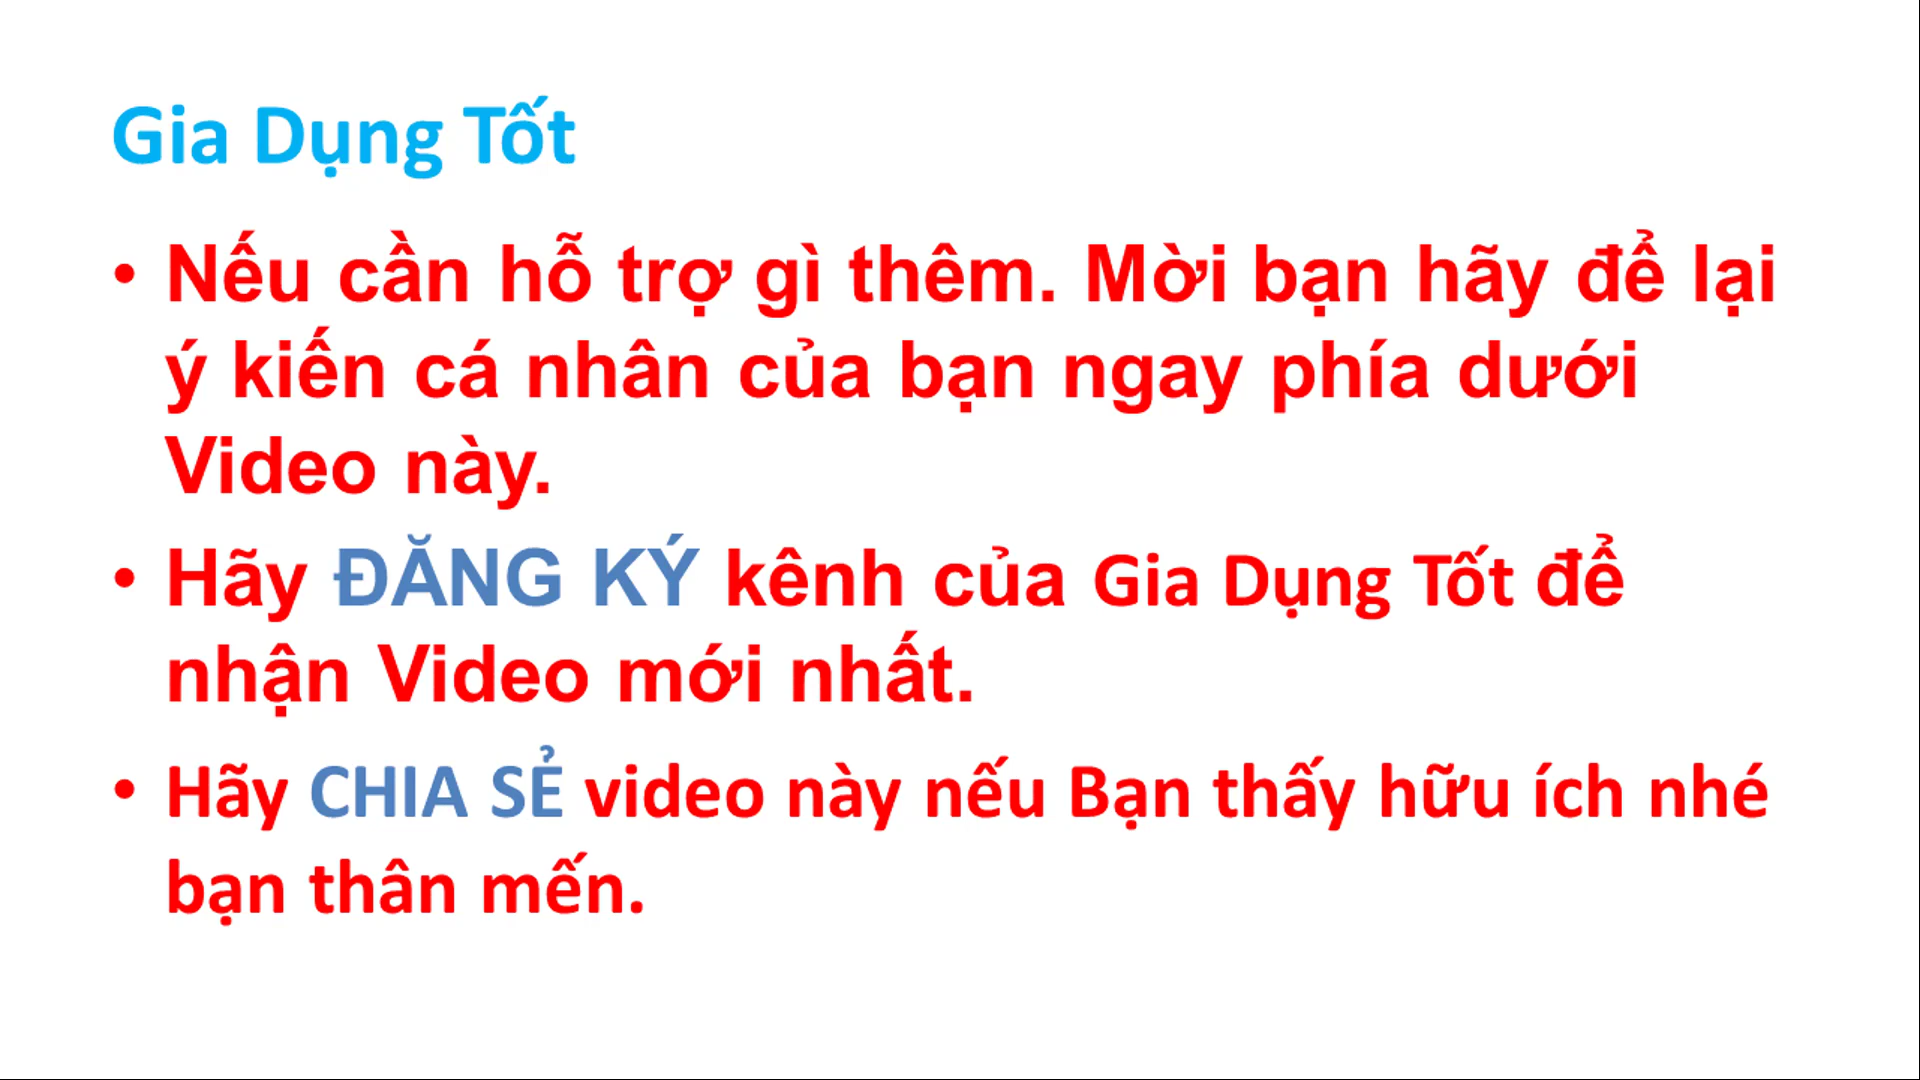 Gia Dụng Tốt
• Nếu cần hỗ trợ gì thêm. Mời bạn hãy để lại
ý kiến cá nhân của bạn ngay phía dưới
Video này.
• Hãy ĐĂNG KÝ kênh của Gia Dụng Tốt để
nhận Video mới nhất.
• Hãy CHIA SẺ video này nếu Bạn thấy hữu ích nhé
bạn thân mến.